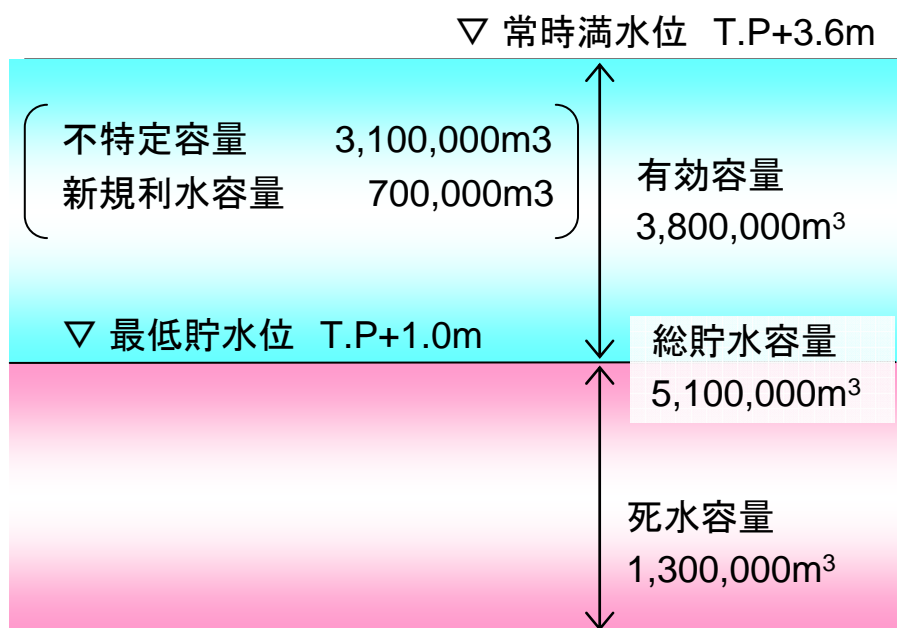 ▽ 常時満水位 T.P+3.6m
不特定容量 3,100,000m3
新規利水容量 700,000m3
有効容量
3,800,000m³
▽ 最低貯水位 T.P+1.0m
総貯水容量
5,100,000m³
死水容量
1,300,000m³